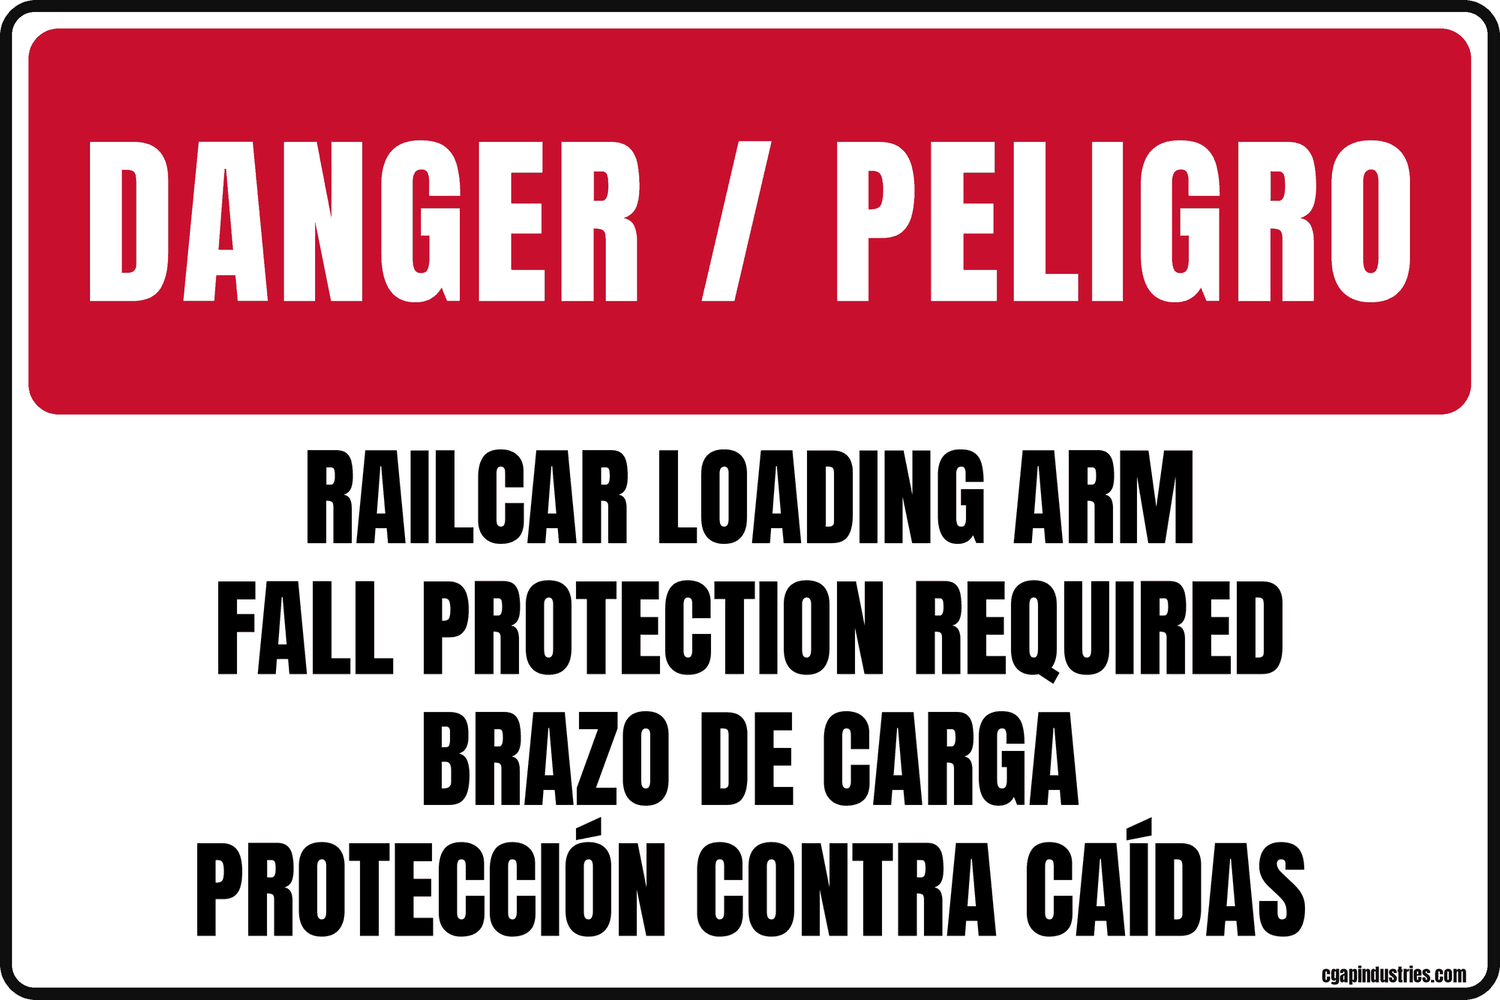 DANGER / PELIGRO
RAILCAR LOADING ARM
FALL PROTECTION REQUIRED
BRAZO DE CARGA
PROTECCIÓN CONTRA CAÍDAS
cgapindustries.com